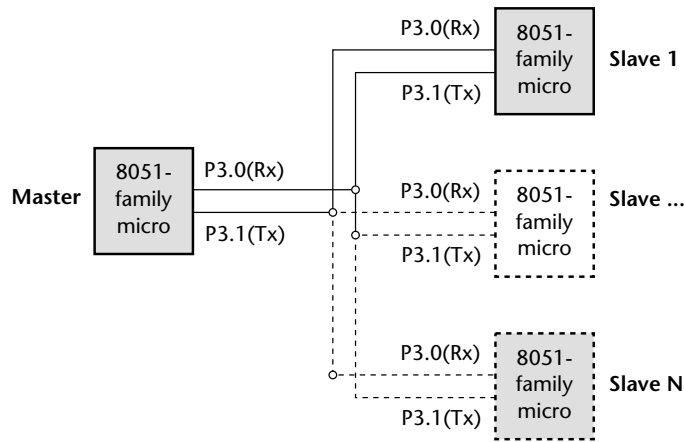 P3.0(Rx)
8051-
family
micro
Slave 1
P3.1(Tx)
Master
8051-
family
micro
P3.0(Rx)
P3.1(Tx)
P3.0(Rx)
8051-
family
micro
Slave ...
P3.1(Tx)
P3.0(Rx)
8051-
family
micro
Slave N
P3.1(Tx)